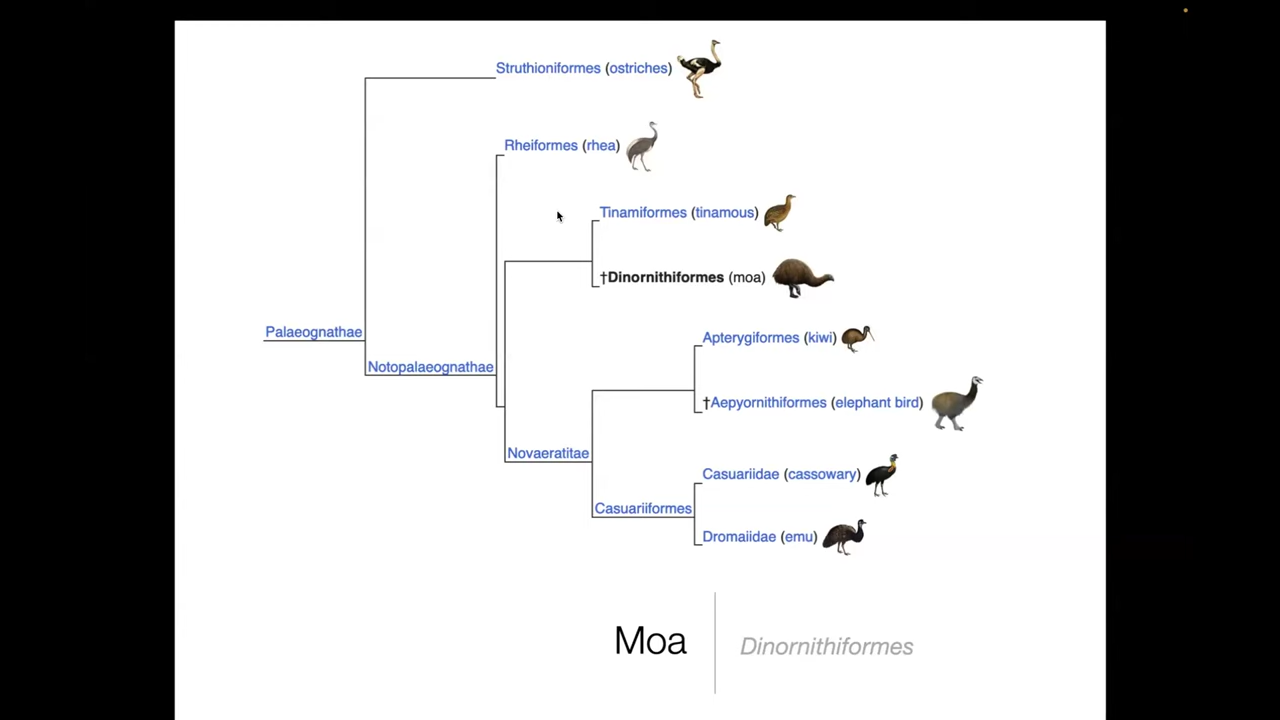 Struthioniformes (ostriches)
Rheiformes (rhea)
Tinamiformes (tinamous)
†Dinornithiformes (moa)
Palaeognathae
Apterygiformes (kiwi)
Notopalaeognathae
†Aepyornithiformes (elephant bird)
Novaeratitae
Casuariidae (cassowary)
Casuariiformes
Dromaiidae (emu)
Moa
Dinornithiformes